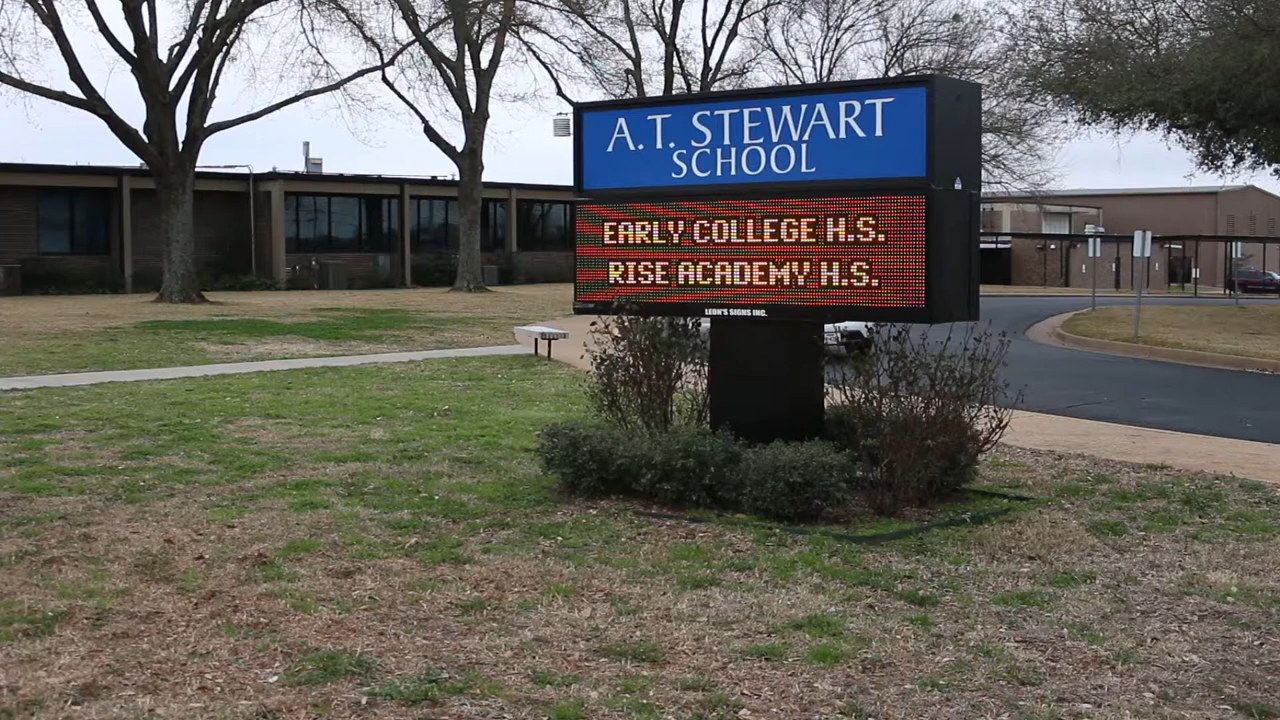 A.T. STEWART
SCHOOL
EARLY COLLEGE H.S.
RISE ACADEMY H.S.
LEON'S SIGNS INC.